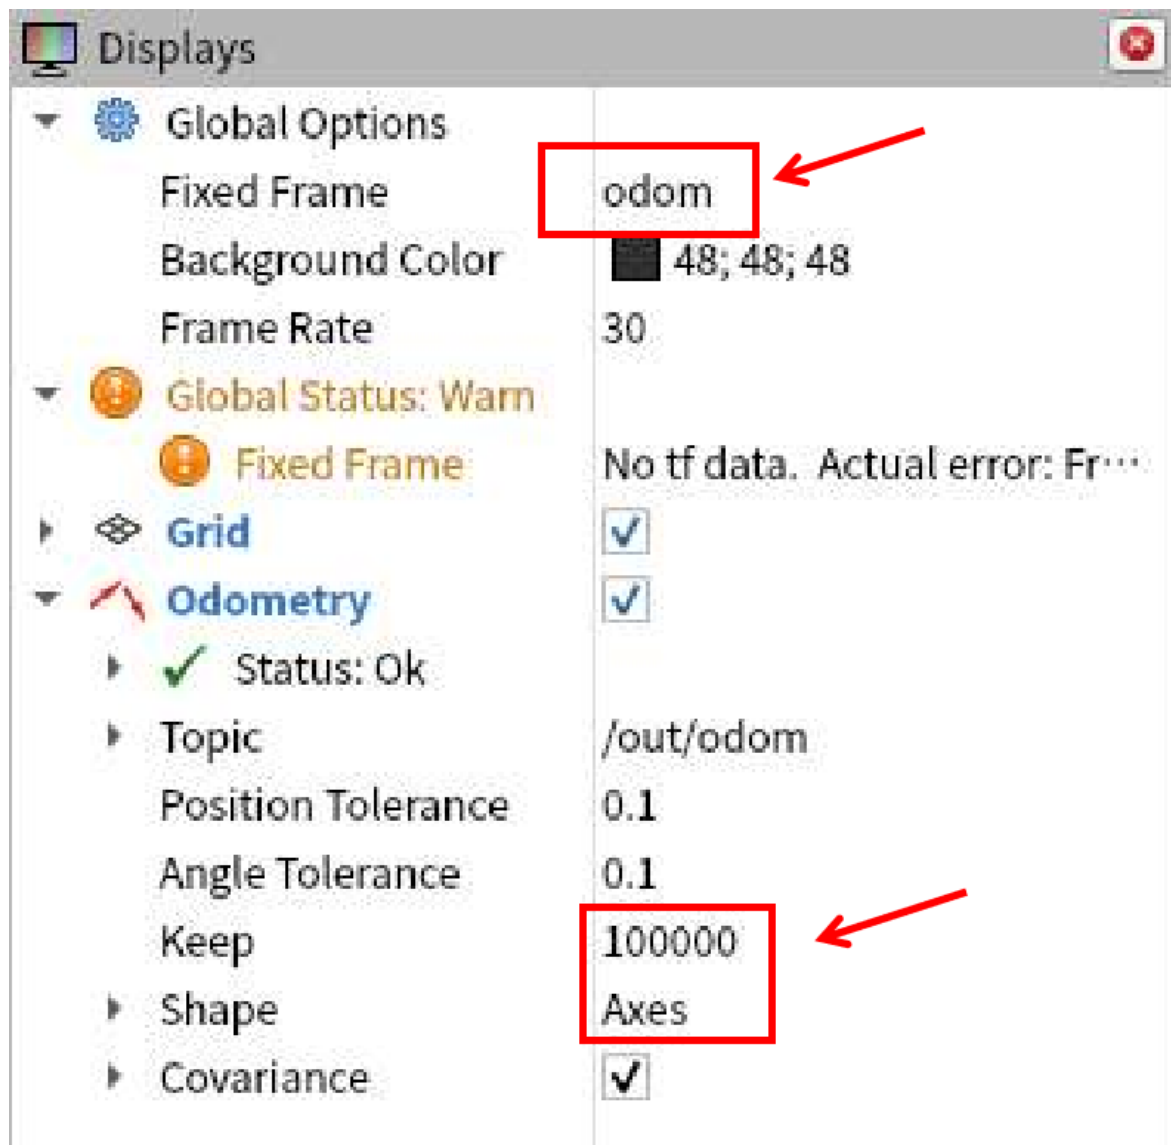 Displays
Global Options
Fixed Frame odom
Background Color 48; 48; 48
Frame Rate 30
Global Status: Warn
Fixed Frame No tf data.  Actual error: Fr···
Grid
Odometry
Status: Ok
Topic /out/odom
Position Tolerance 0.1
Angle Tolerance 0.1
Keep 100000
Shape Axes
Covariance